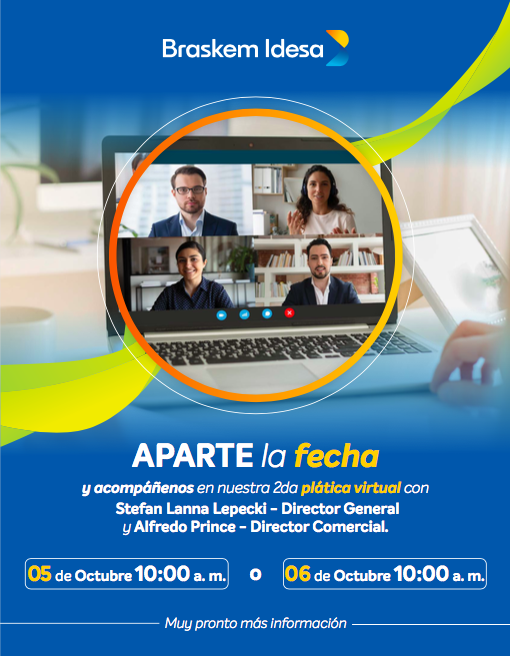 Braskem Idesa
APARTE la fecha
y acompáñenos en nuestra 2da plática virtual con
Stefan Lanna Lepecki - Director General
y Alfredo Prince - Director Comercial.
05 de Octubre 10:00 a. m. o 06 de Octubre 10:00 a. m.
Muy pronto más información